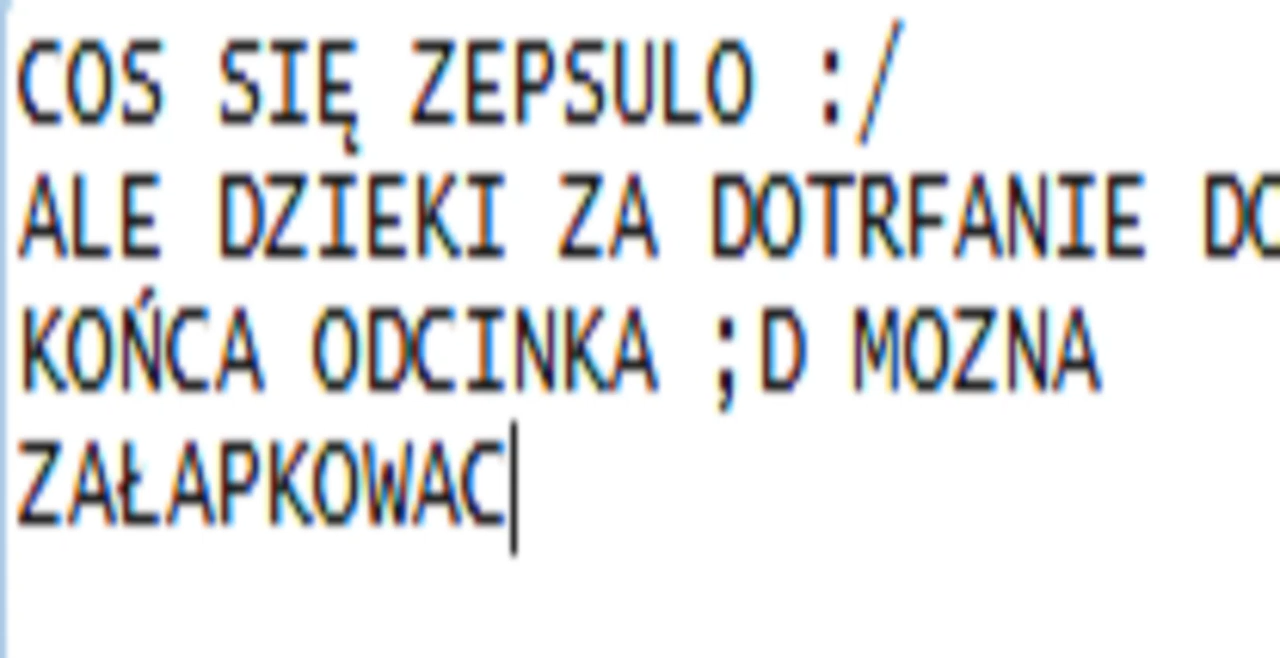 COS SIĘ ZEPSULO :/
ALE DZIEKI ZA DOTRFANIE DO
KOŃCA ODCINKA ;D MOZNA
ZAŁAPKOWAC